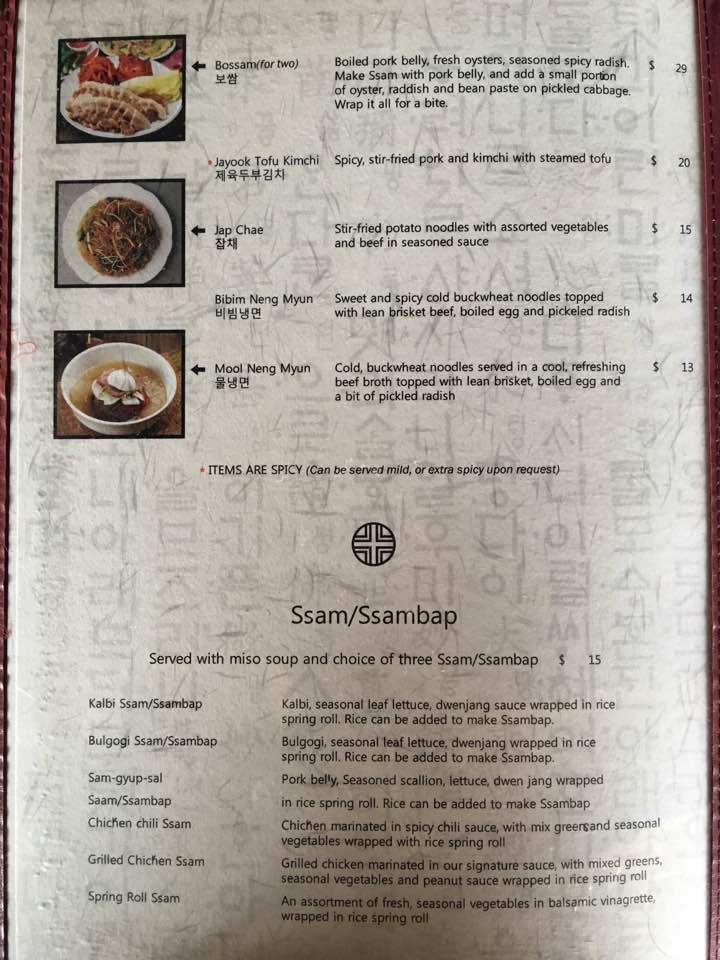 Bossam(for two) Boiled pork belly, fresh oysters, seasoned spicy radish. $ 29
보쌈 Make Ssam with pork belly, and add a small portion
of oyster, raddish and bean paste on pickled cabbage.
Wrap it all for a bite.
* Jayook Tofu Kimchi Spicy, stir-fried pork and kimchi with steamed tofu $ 20
제육두부김치
Jap Chae Stir-fried potato noodles with assorted vegetables $ 15
잡채 and beef in seasoned sauce
Bibim Neng Myun Sweet and spicy cold buckwheat noodles topped $ 14
비빔냉면 with lean brisket beef, boiled egg and pickeled radish
Mool Neng Myun Cold, buckwheat noodles served in a cool, refreshing $ 13
물냉면 beef broth topped with lean brisket, boiled egg and
a bit of pickled radish
* ITEMS ARE SPICY (Can be served mild, or extra spicy upon request)
Ssam/Ssambap
Served with miso soup and choice of three Ssam/Ssambap $ 15
Kalbi Ssam/Ssambap Kalbi, seasonal leaf lettuce, dwenjang sauce wrapped in rice
spring roll. Rice can be added to make Ssambap.
Bulgogi Ssam/Ssambap Bulgogi, seasonal leaf lettuce, dwenjang wrapped in rice
spring roll. Rice can be added to make Ssambap.
Sam-gyup-sal Pork belly, Seasoned scallion, lettuce, dwen jang wrapped
Saam/Ssambap in rice spring roll. Rice can be added to make Ssambap
Chichen chili Ssam Chichen marinated in spicy chili sauce, with mix greens and seasonal
vegetables wrapped with rice spring roll
Grilled Chichen Ssam Grilled chicken marinated in our signature sauce, with mixed greens,
seasonal vegetables and peanut sauce wrapped in rice spring roll
Spring Roll Ssam An assortment of fresh, seasonal vegetables in balsamic vinagrette,
wrapped in rice spring roll